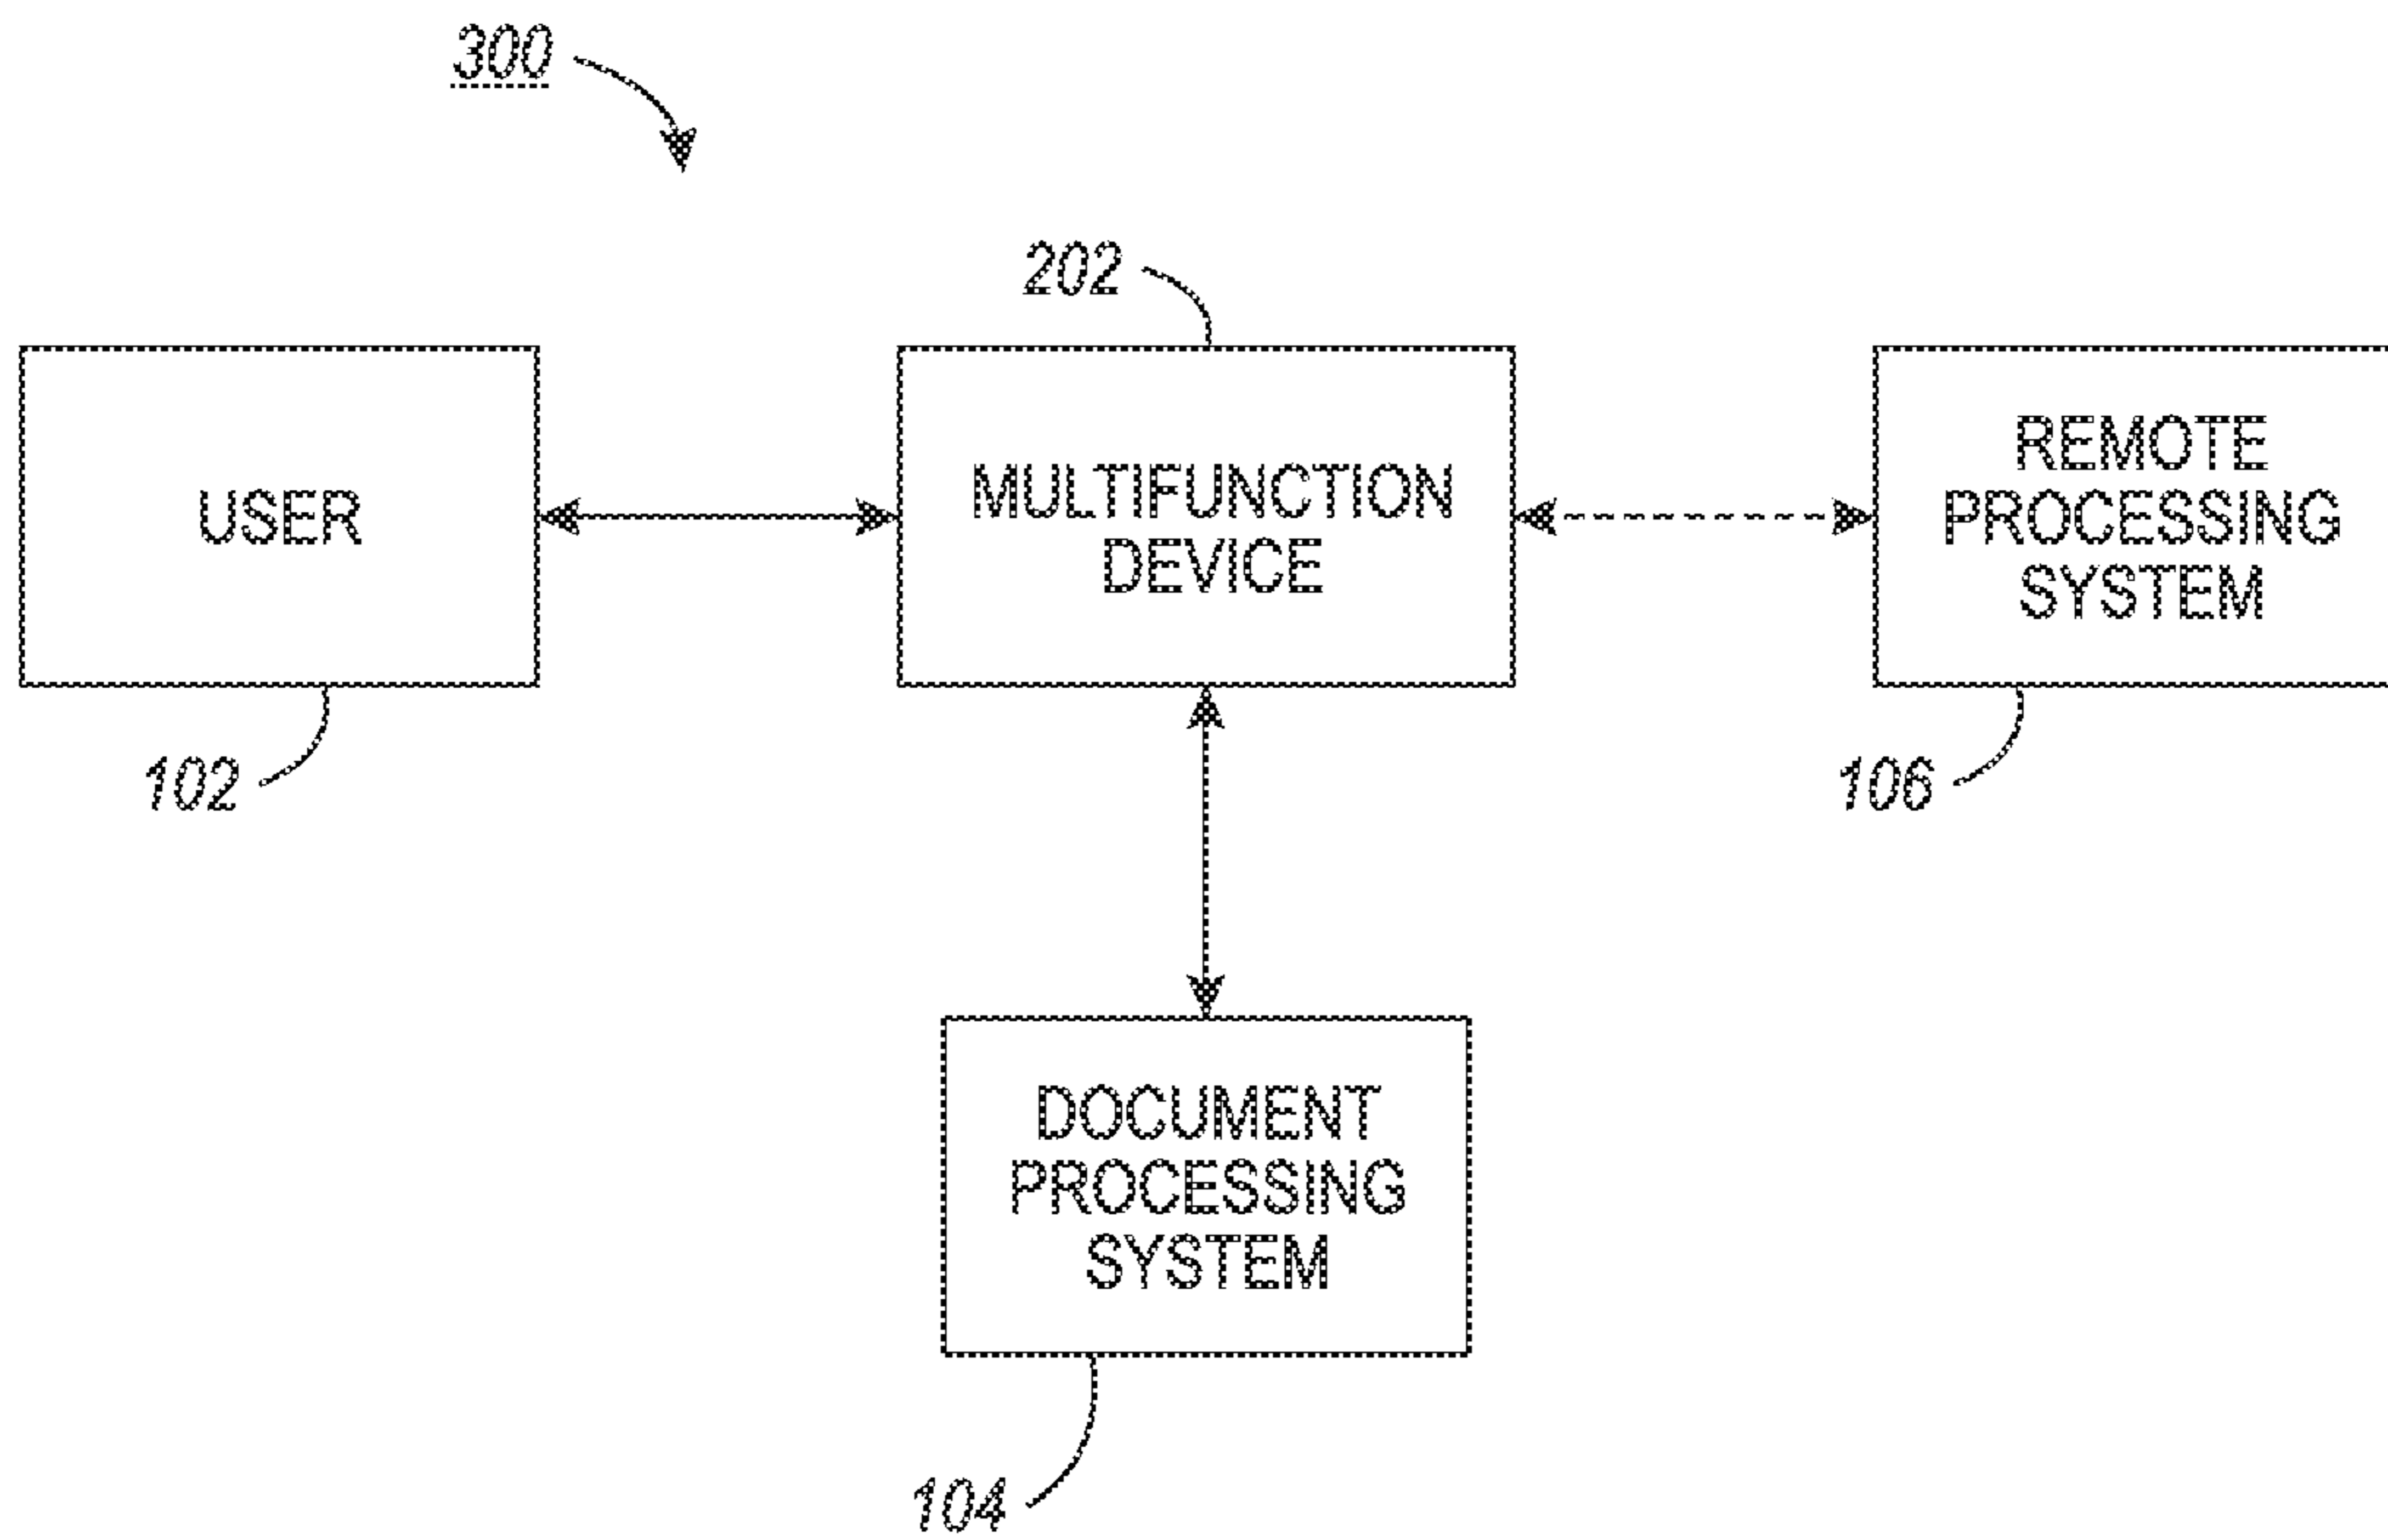 300
202
USER
MULTIFUNCTION
DEVICE
REMOTE
PROCESSING
SYSTEM
102
106
DOCUMENT
PROCESSING
SYSTEM
104